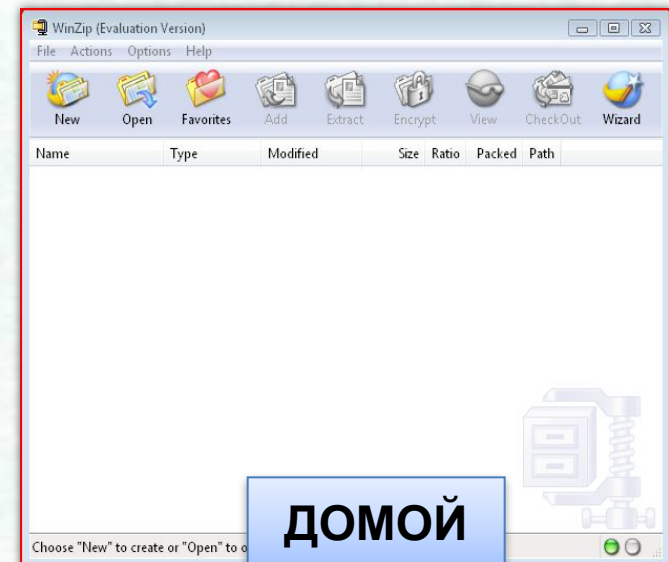 WinZip (Evaluation Version)
File Actions Options Help
New Open Favorites Add Extract Encrypt View CheckOut Wizard
Name Type Modified Size Ratio Packed Path
ДОМОЙ
Choose "New" to create or "Open" to